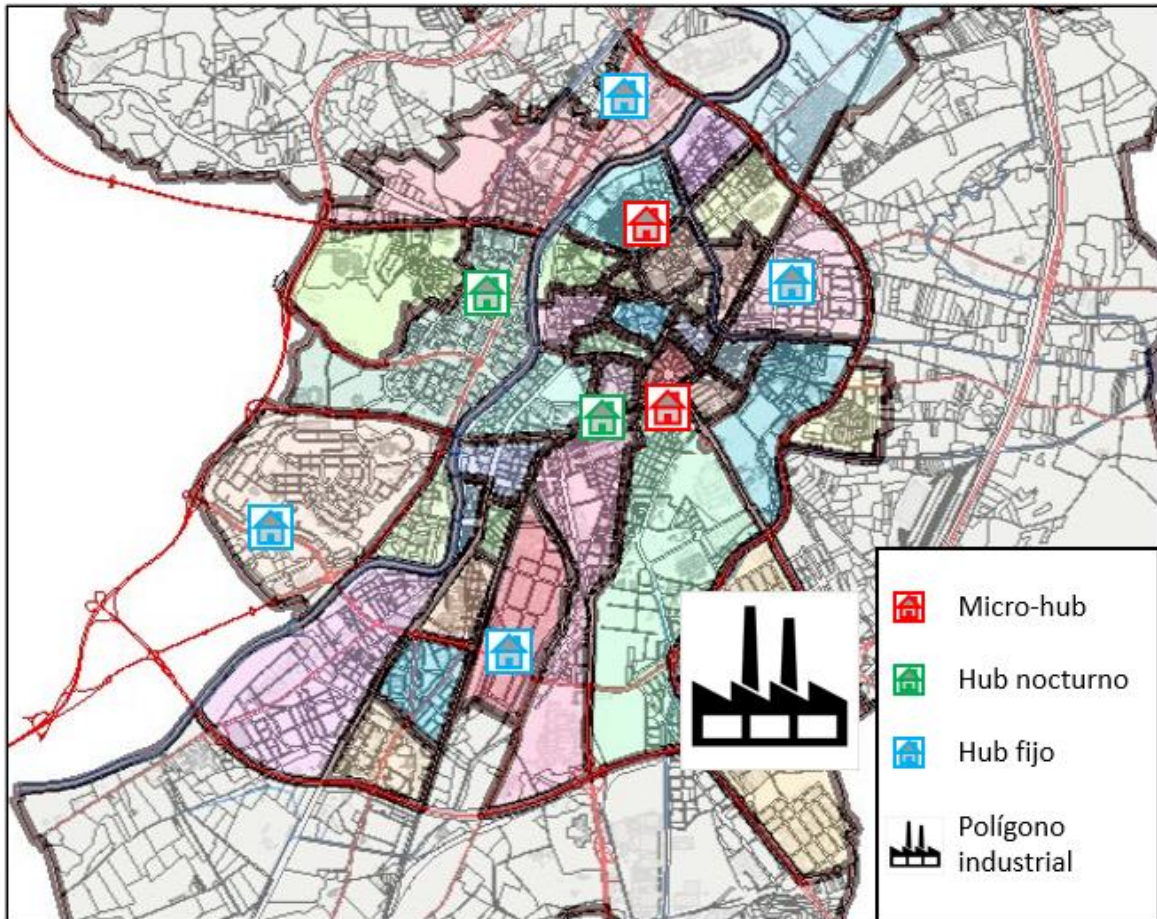 Micro-hub
Hub nocturno
Hub fijo
Polígono
industrial